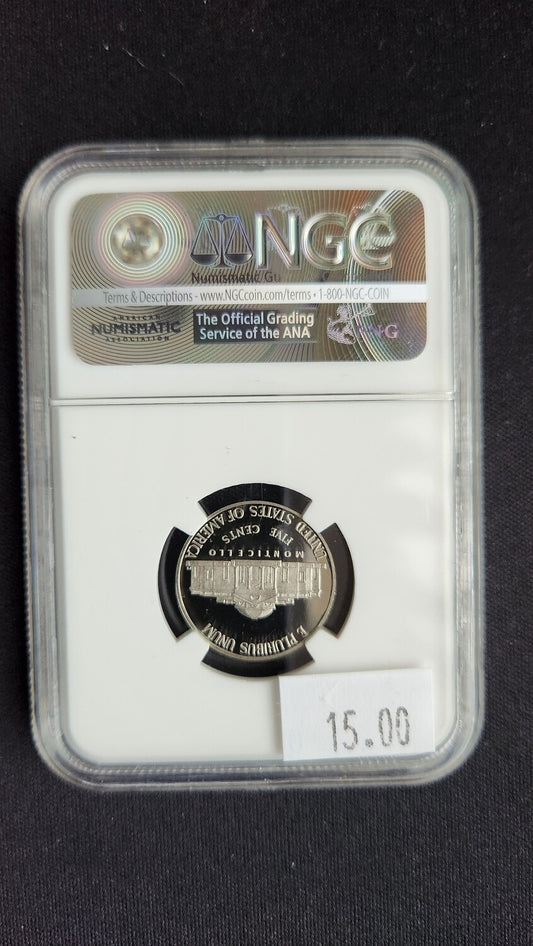 NGC
Numismatic Gu
Terms & Descriptions - www.NGCcoin.com/terms • 1-800-NGC-COIN
AMERICAN
NUMISMATIC
ASSOCIATION
The Official Grading
Service of the ANA
PNG
E PLURIBUS UNUM
MONTICELLO
FIVE CENTS
UNITED STATES OF AMERICA
15.00